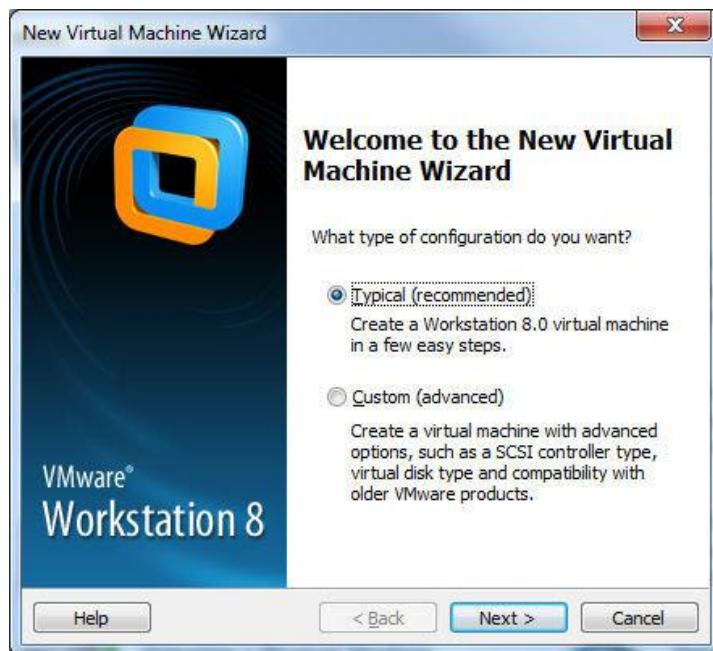 New Virtual Machine Wizard
Welcome to the New Virtual
Machine Wizard
What type of configuration do you want?
Typical (recommended)
Create a Workstation 8.0 virtual machine
in a few easy steps.
Custom (advanced)
Create a virtual machine with advanced
options, such as a SCSI controller type,
virtual disk type and compatibility with
older VMware products.
VMware®
Workstation 8
Help
< Back
Next >
Cancel